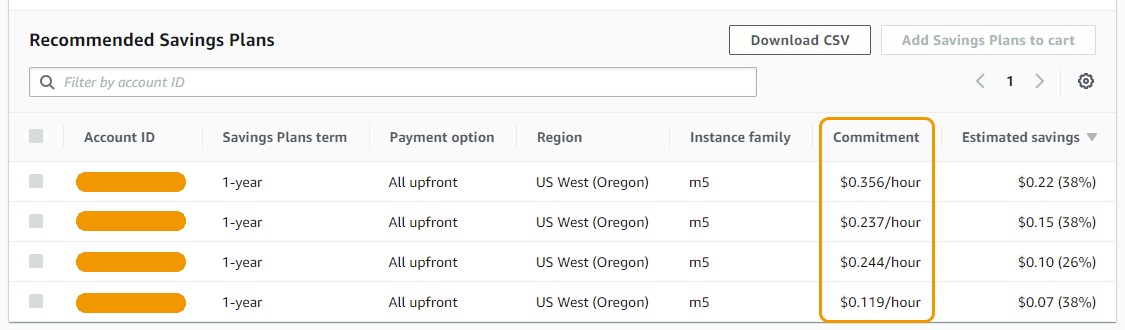 Recommended Savings Plans
Download CSV
Add Savings Plans to cart
Filter by account ID
1
Account ID Savings Plans term Payment option Region Instance family Commitment Estimated savings
1-year All upfront US West (Oregon) m5 $0.356/hour $0.22 (38%)
1-year All upfront US West (Oregon) m5 $0.237/hour $0.15 (38%)
1-year All upfront US West (Oregon) m5 $0.244/hour $0.10 (26%)
1-year All upfront US West (Oregon) m5 $0.119/hour $0.07 (38%)